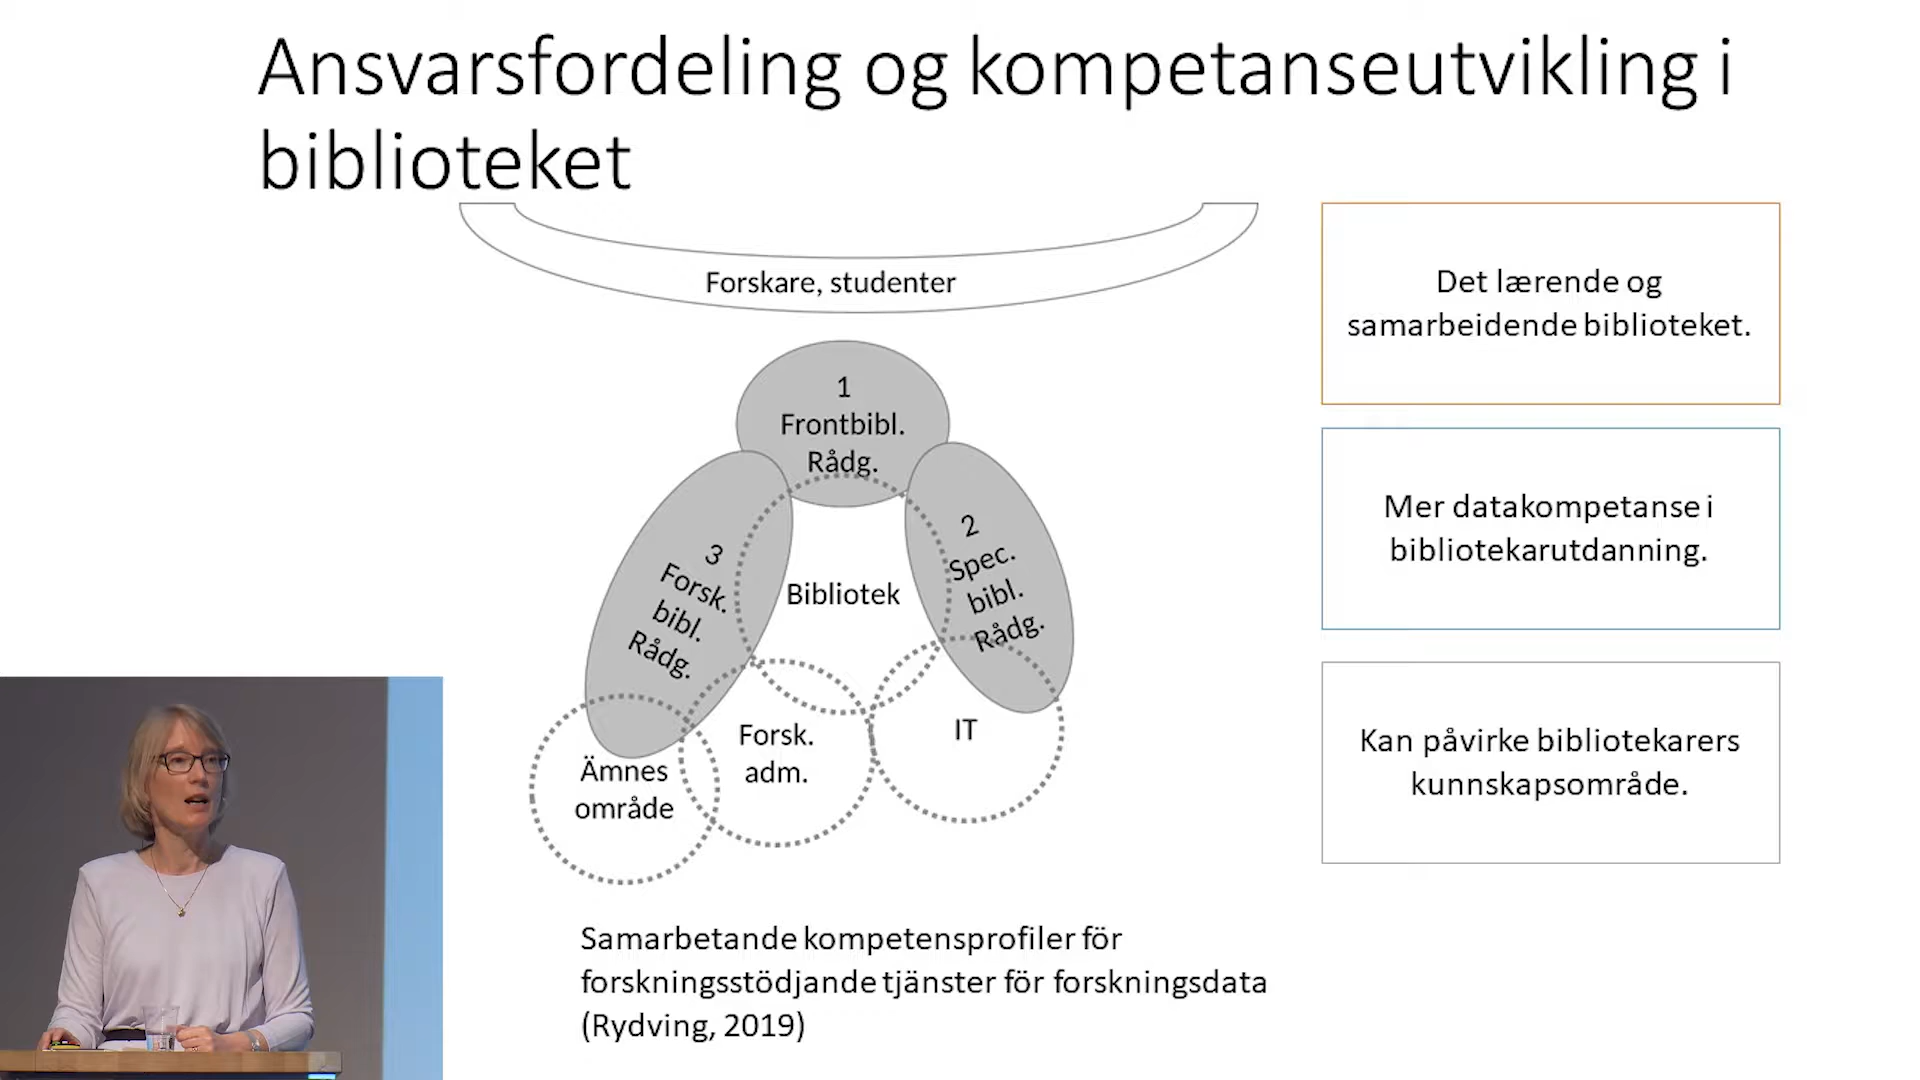 Ansvarsfordeling og kompetanseutvikling i
biblioteket
Forskare, studenter
1
Frontbibl.
Rådg.
2
Spec.
bibl.
Rådg.
3
Forsk.
bibl.
Rådg.
Bibliotek
Ämnes
område
Forsk.
adm.
IT
Samarbetande kompetensprofiler för
forskningsstödjande tjänster för forskningsdata
(Rydving, 2019)
Det lærende og
samarbeidende biblioteket.
Mer datakompetanse i
bibliotekarutdanning.
Kan påvirke bibliotekarers
kunnskapsområde.